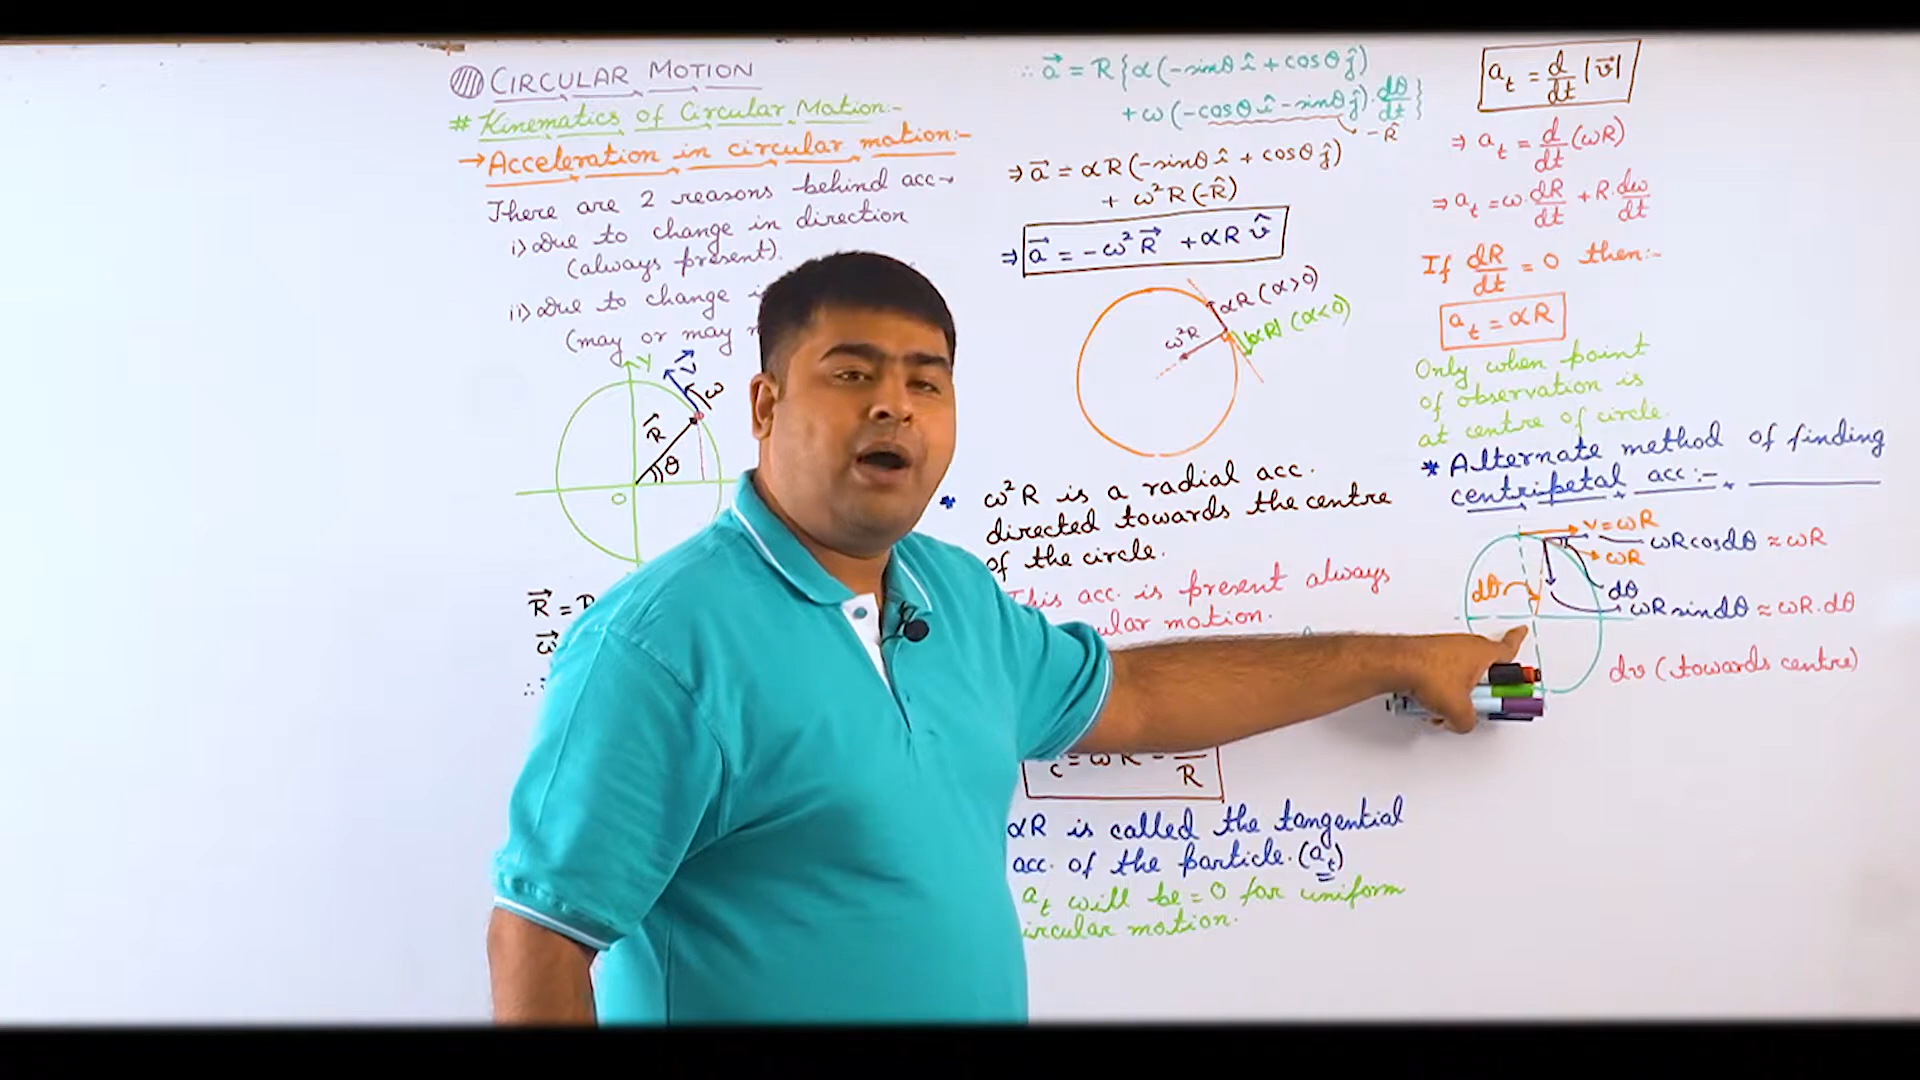 CIRCULAR MOTION
# Kinematics of Circular Motion:-
→ Acceleration in circular motion:-
There are 2 reasons behind acc→
i) Due to change in direction
(always present).
ii) Due to change
(may or may
Y
v⃗
ω
R⃗
θ
O
R⃗ =
ω⃗
∴
∴ a⃗ = R{α(-sinθ î + cosθ ĵ)
+ ω(-cosθ î - sinθ ĵ).dθ/dt}
-R̂
⇒ a⃗ = αR(-sinθ î + cosθ ĵ)
+ ω²R(-R̂)
⇒ a⃗ = -ω²R⃗ + αR v̂
αR (α>0)
ω²R
|αR| (α<0)
* ω²R is a radial acc.
directed towards the centre
of the circle.
This acc. is present always
motion.
R
αR is called the tangential
acc. of the particle. (aₜ)
aₜ will be = 0 for uniform
circular motion.
aₜ = d/dt |v⃗|
⇒ aₜ = d/dt (ωR)
⇒ aₜ = ω.dR/dt + R.dω/dt
If dR/dt = 0 then:-
aₜ = αR
Only when point
of observation is
at centre of circle.
* Alternate method of finding
centripetal acc:-
v=ωR
ωR cosdθ ≈ ωR
ωR
dθ
dθ
ωR sindθ ≈ ωR.dθ
dv (towards centre)